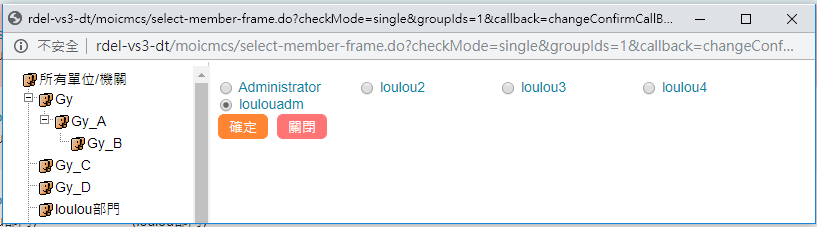 rdel-vs3-dt/moicmcs/select-member-frame.do?checkMode=single&groupIds=1&callback=changeConfirmCallB...
不安全 rdel-vs3-dt/moicmcs/select-member-frame.do?checkMode=single&groupIds=1&callback=changeConf...
所有單位/機關
Gy
Gy_A
Gy_B
Gy_C
Gy_D
loulou部門
Administrator loulou2 loulou3 loulou4
loulouadm
確定 關閉